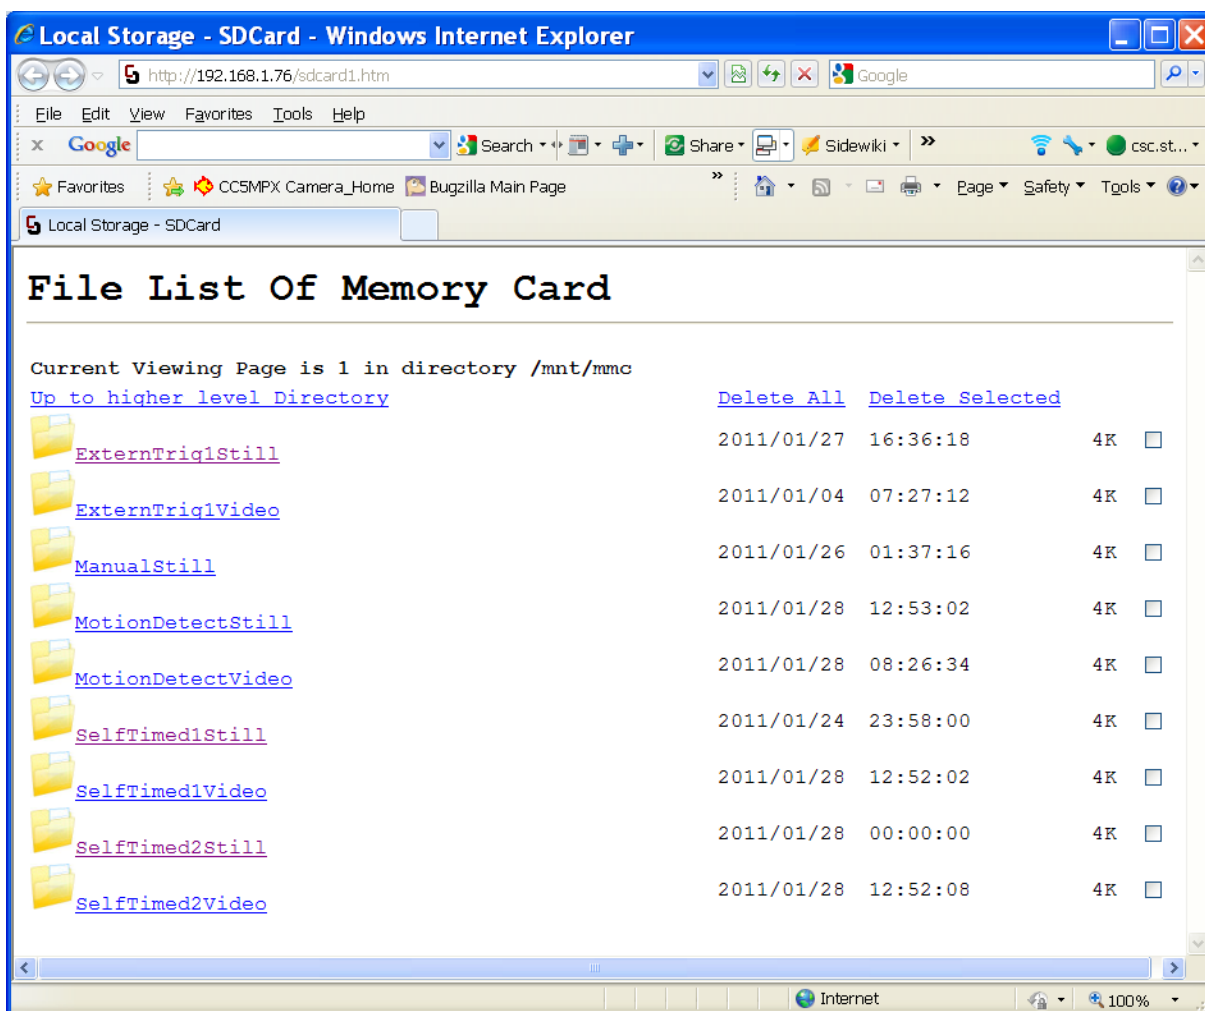 Local Storage - SDCard - Windows Internet Explorer
http://192.168.1.76/sdcard1.htm Google
File Edit View Favorites Tools Help
x Google Search Share Sidewiki » csc.st...
Favorites CC5MPX Camera_Home Bugzilla Main Page » Page Safety Tools
Local Storage - SDCard
File List Of Memory Card
Current Viewing Page is 1 in directory /mnt/mmc
Up to higher level Directory Delete All Delete Selected
ExternTrig1Still 2011/01/27 16:36:18 4K
ExternTrig1Video 2011/01/04 07:27:12 4K
ManualStill 2011/01/26 01:37:16 4K
MotionDetectStill 2011/01/28 12:53:02 4K
MotionDetectVideo 2011/01/28 08:26:34 4K
SelfTimed1Still 2011/01/24 23:58:00 4K
SelfTimed1Video 2011/01/28 12:52:02 4K
SelfTimed2Still 2011/01/28 00:00:00 4K
SelfTimed2Video 2011/01/28 12:52:08 4K
Internet 100%